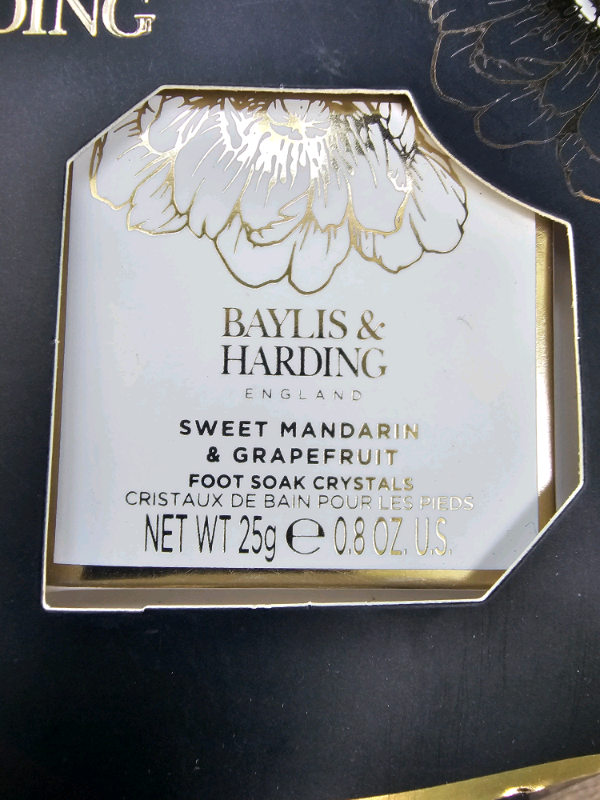 DING
BAYLIS &
HARDING
ENGLAND
SWEET MANDARIN
& GRAPEFRUIT
FOOT SOAK CRYSTALS
CRISTAUX DE BAIN POUR LES PIEDS
NET WT 25g ℮ 0.8 OZ. U.S.